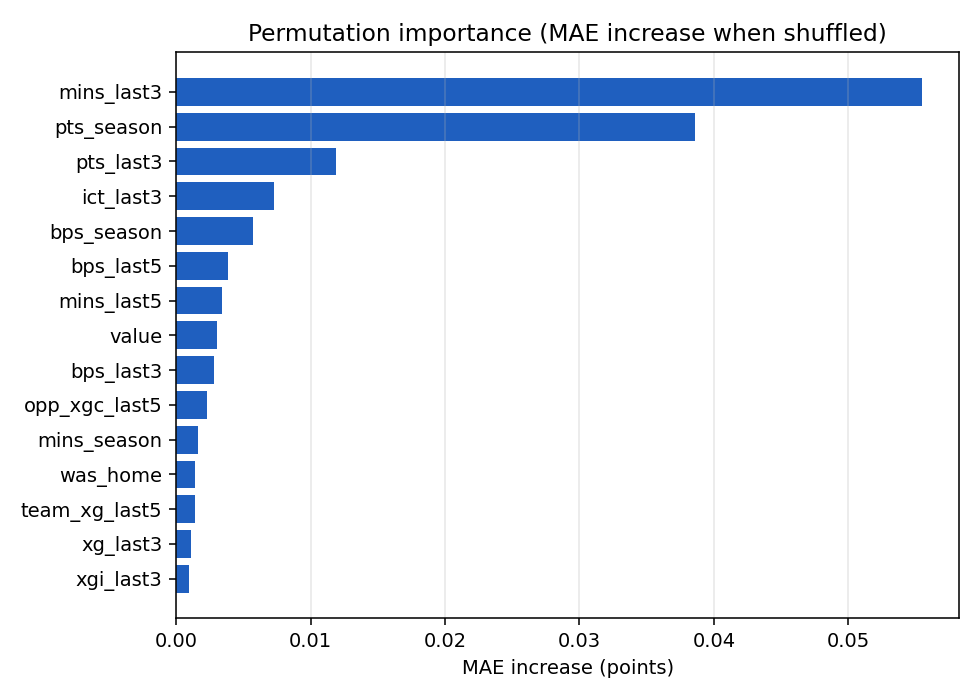 Permutation importance (MAE increase when shuffled)
mins_last3
pts_season
pts_last3
ict_last3
bps_season
bps_last5
mins_last5
value
bps_last3
opp_xgc_last5
mins_season
was_home
team_xg_last5
xg_last3
xgi_last3
0.00 0.01 0.02 0.03 0.04 0.05
MAE increase (points)